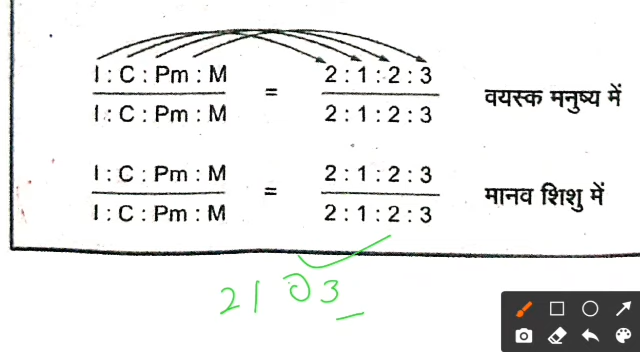 I : C : Pm : M = 2 : 1 : 2 : 3 वयस्क मनुष्य में
I : C : Pm : M 2 : 1 : 2 : 3
I : C : Pm : M = 2 : 1 : 2 : 3 मानव शिशु में
I : C : Pm : M 2 : 1 : 2 : 3
2 1 0 3